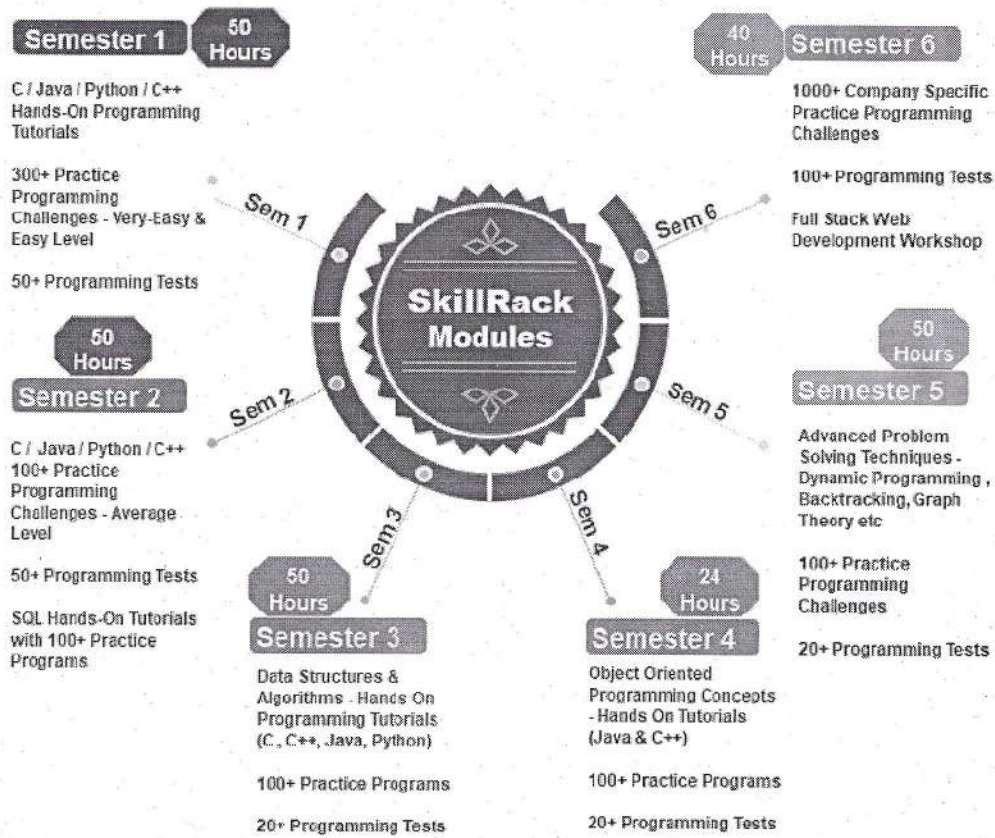 Semester 1
50
Hours
C / Java / Python / C++
Hands-On Programming
Tutorials
300+ Practice
Programming
Challenges - Very-Easy &
Easy Level
50+ Programming Tests
50
Hours
Semester 2
C / Java / Python / C++
100+ Practice
Programming
Challenges - Average
Level
50+ Programming Tests
SQL Hands-On Tutorials
with 100+ Practice
Programs
50
Hours
Semester 3
Data Structures &
Algorithms - Hands On
Programming Tutorials
(C , C++, Java, Python)
100+ Practice Programs
20+ Programming Tests
24
Hours
Semester 4
Object Oriented
Programming Concepts
- Hands On Tutorials
(Java & C++)
100+ Practice Programs
20+ Programming Tests
50
Hours
Semester 5
Advanced Problem
Solving Techniques -
Dynamic Programming ,
Backtracking, Graph
Theory etc
100+ Practice
Programming
Challenges
20+ Programming Tests
40
Hours
Semester 6
1000+ Company Specific
Practice Programming
Challenges
100+ Programming Tests
Full Stack Web
Development Workshop
SkillRack
Modules
Sem 1
Sem 2
Sem 3
Sem 4
Sem 5
Sem 6